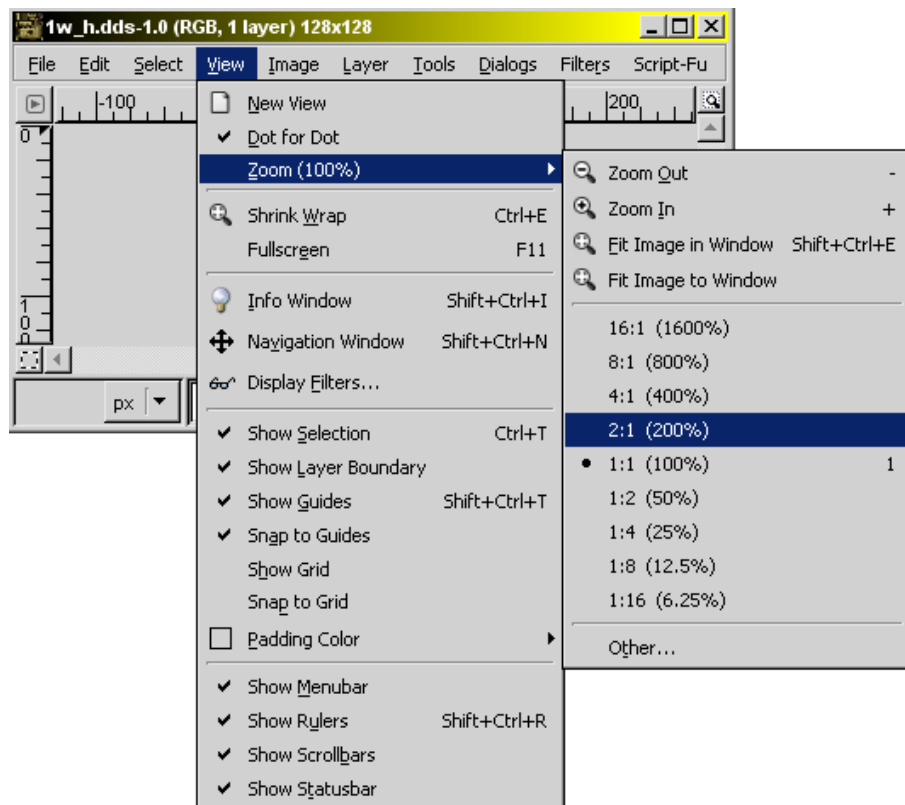 1w_h.dds-1.0 (RGB, 1 layer) 128x128
File Edit Select View Image Layer Tools Dialogs Filters Script-Fu
-100 200
0
100
px
New View
Dot for Dot
Zoom (100%)
Shrink Wrap Ctrl+E
Fullscreen F11
Info Window Shift+Ctrl+I
Navigation Window Shift+Ctrl+N
Display Filters...
Show Selection Ctrl+T
Show Layer Boundary
Show Guides Shift+Ctrl+T
Snap to Guides
Show Grid
Snap to Grid
Padding Color
Show Menubar
Show Rulers Shift+Ctrl+R
Show Scrollbars
Show Statusbar
Zoom Out -
Zoom In +
Fit Image in Window Shift+Ctrl+E
Fit Image to Window
16:1 (1600%)
8:1 (800%)
4:1 (400%)
2:1 (200%)
1:1 (100%) 1
1:2 (50%)
1:4 (25%)
1:8 (12.5%)
1:16 (6.25%)
Other...